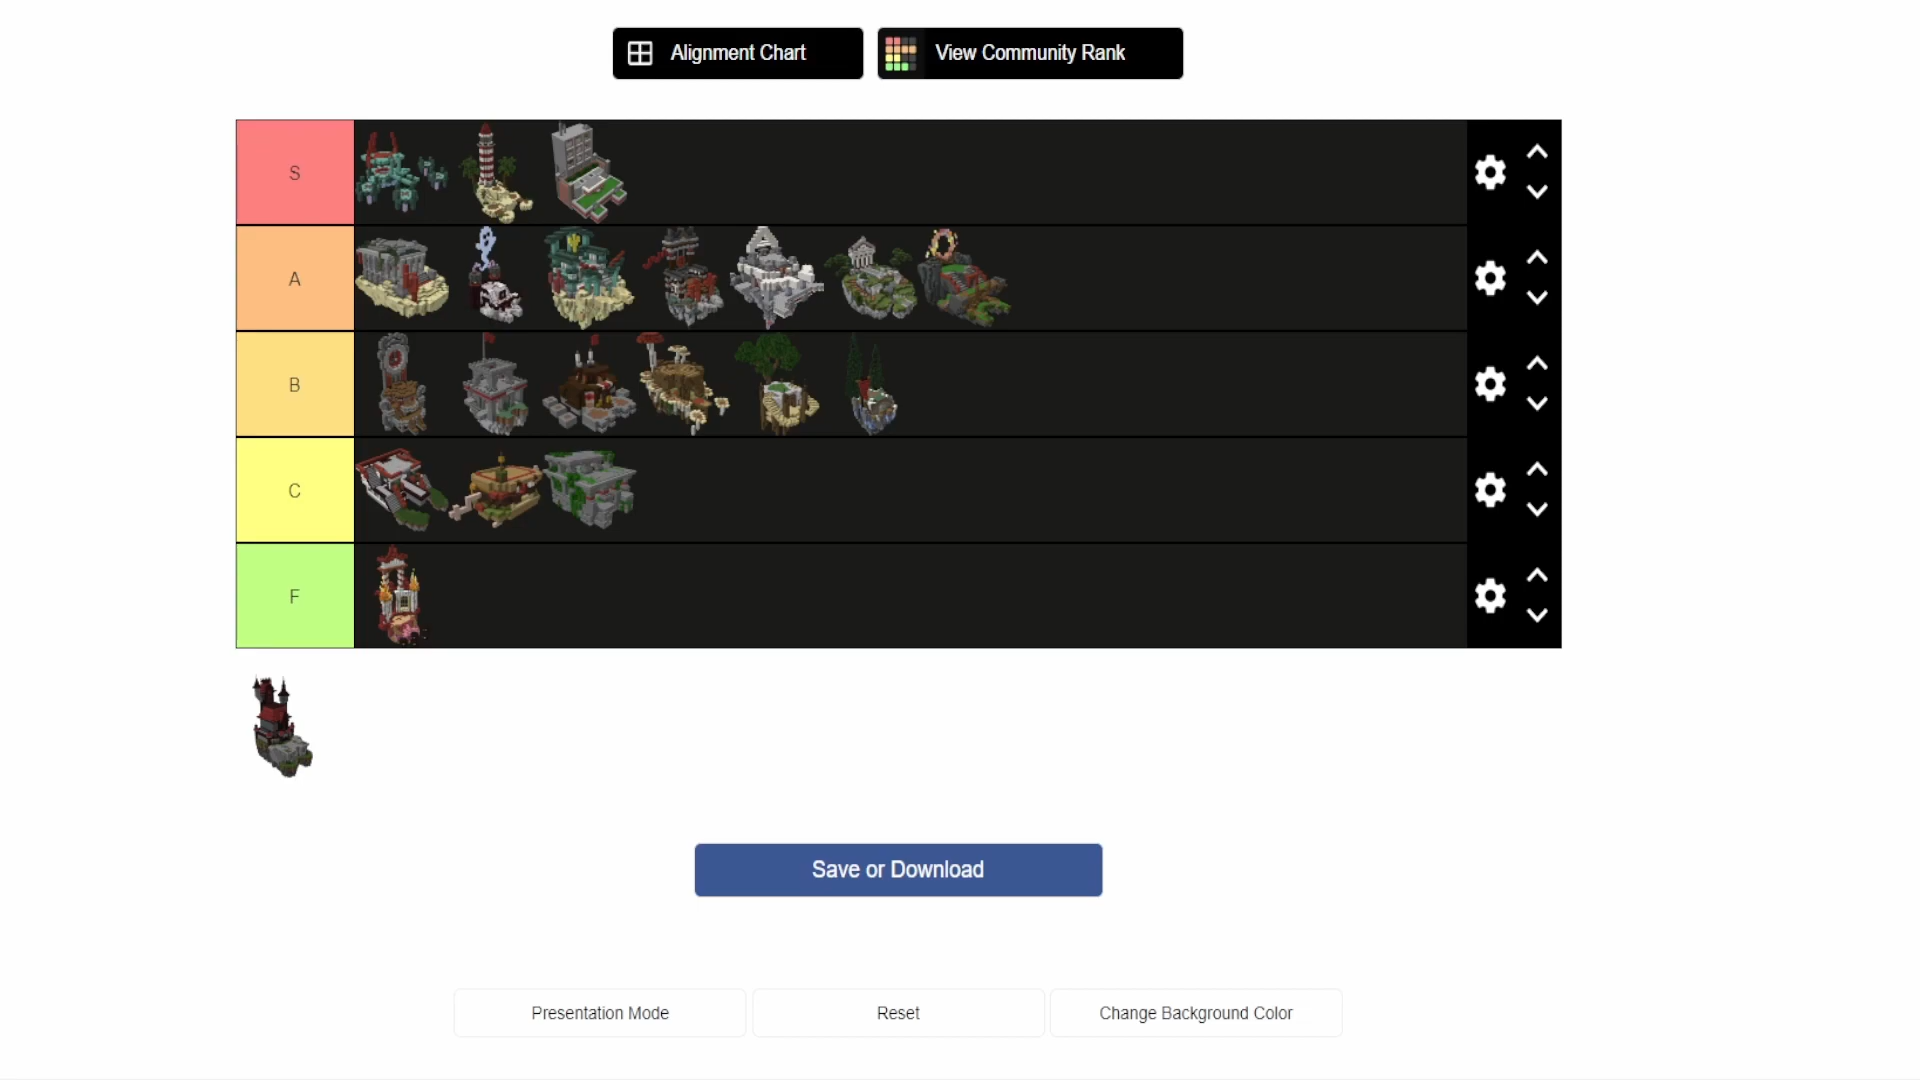 Alignment Chart
View Community Rank
S
A
B
C
F
Save or Download
Presentation Mode
Reset
Change Background Color